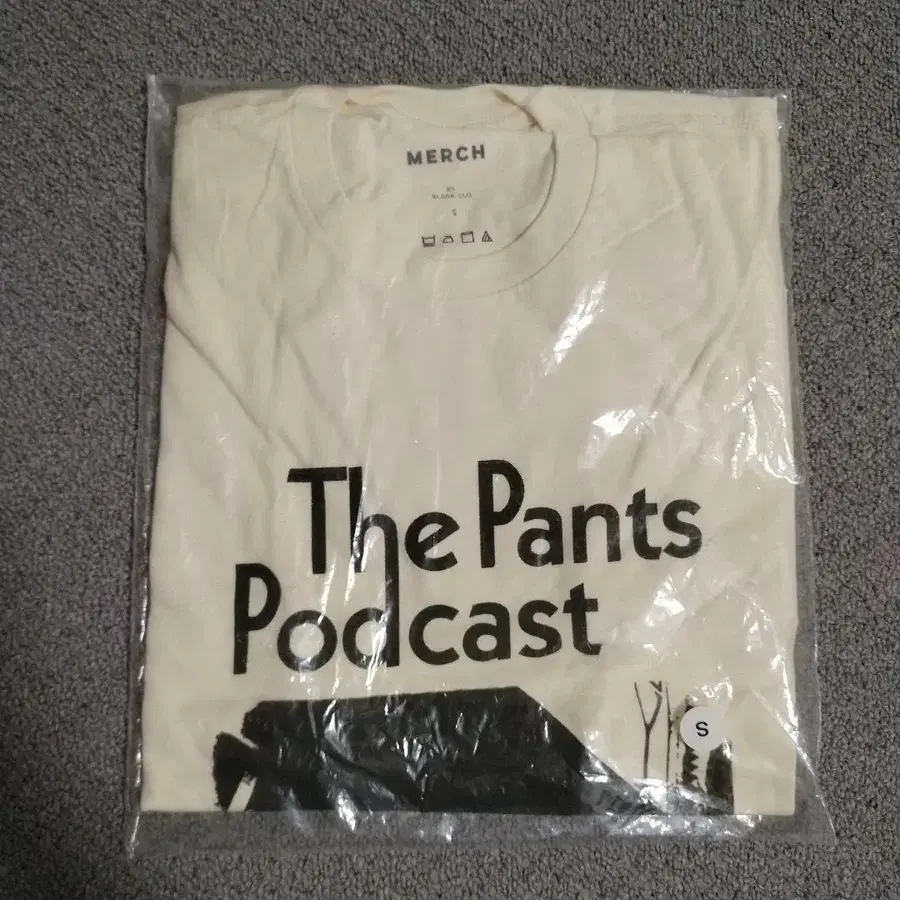 MERCH
S
The Pants
Podcast
S